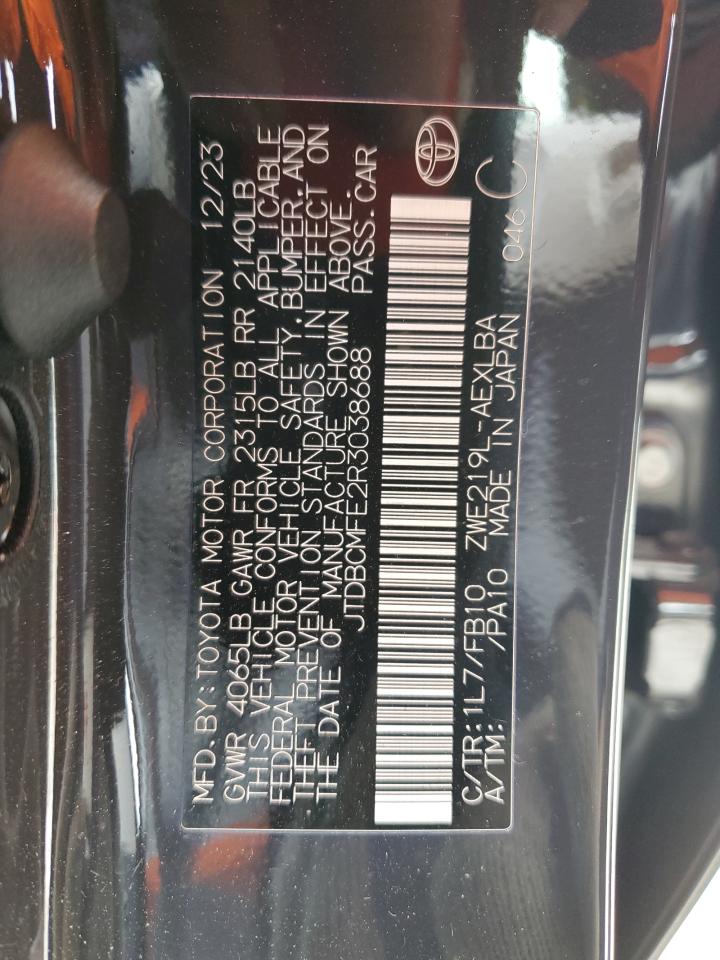 MFD. BY: TOYOTA MOTOR CORPORATION 12/23
GVWR 4065LB GAWR FR 2315LB RR 2140LB
THIS VEHICLE CONFORMS TO ALL APPLICABLE
FEDERAL MOTOR VEHICLE SAFETY, BUMPER, AND
THEFT PREVENTION STANDARDS IN EFFECT ON
THE DATE OF MANUFACTURE SHOWN ABOVE.
JTDBCMFE2R3038688 PASS. CAR
C/TR: 1L7/FB10 ZWE219L-AEXLBA 046 C
A/TM: /PA10 MADE IN JAPAN